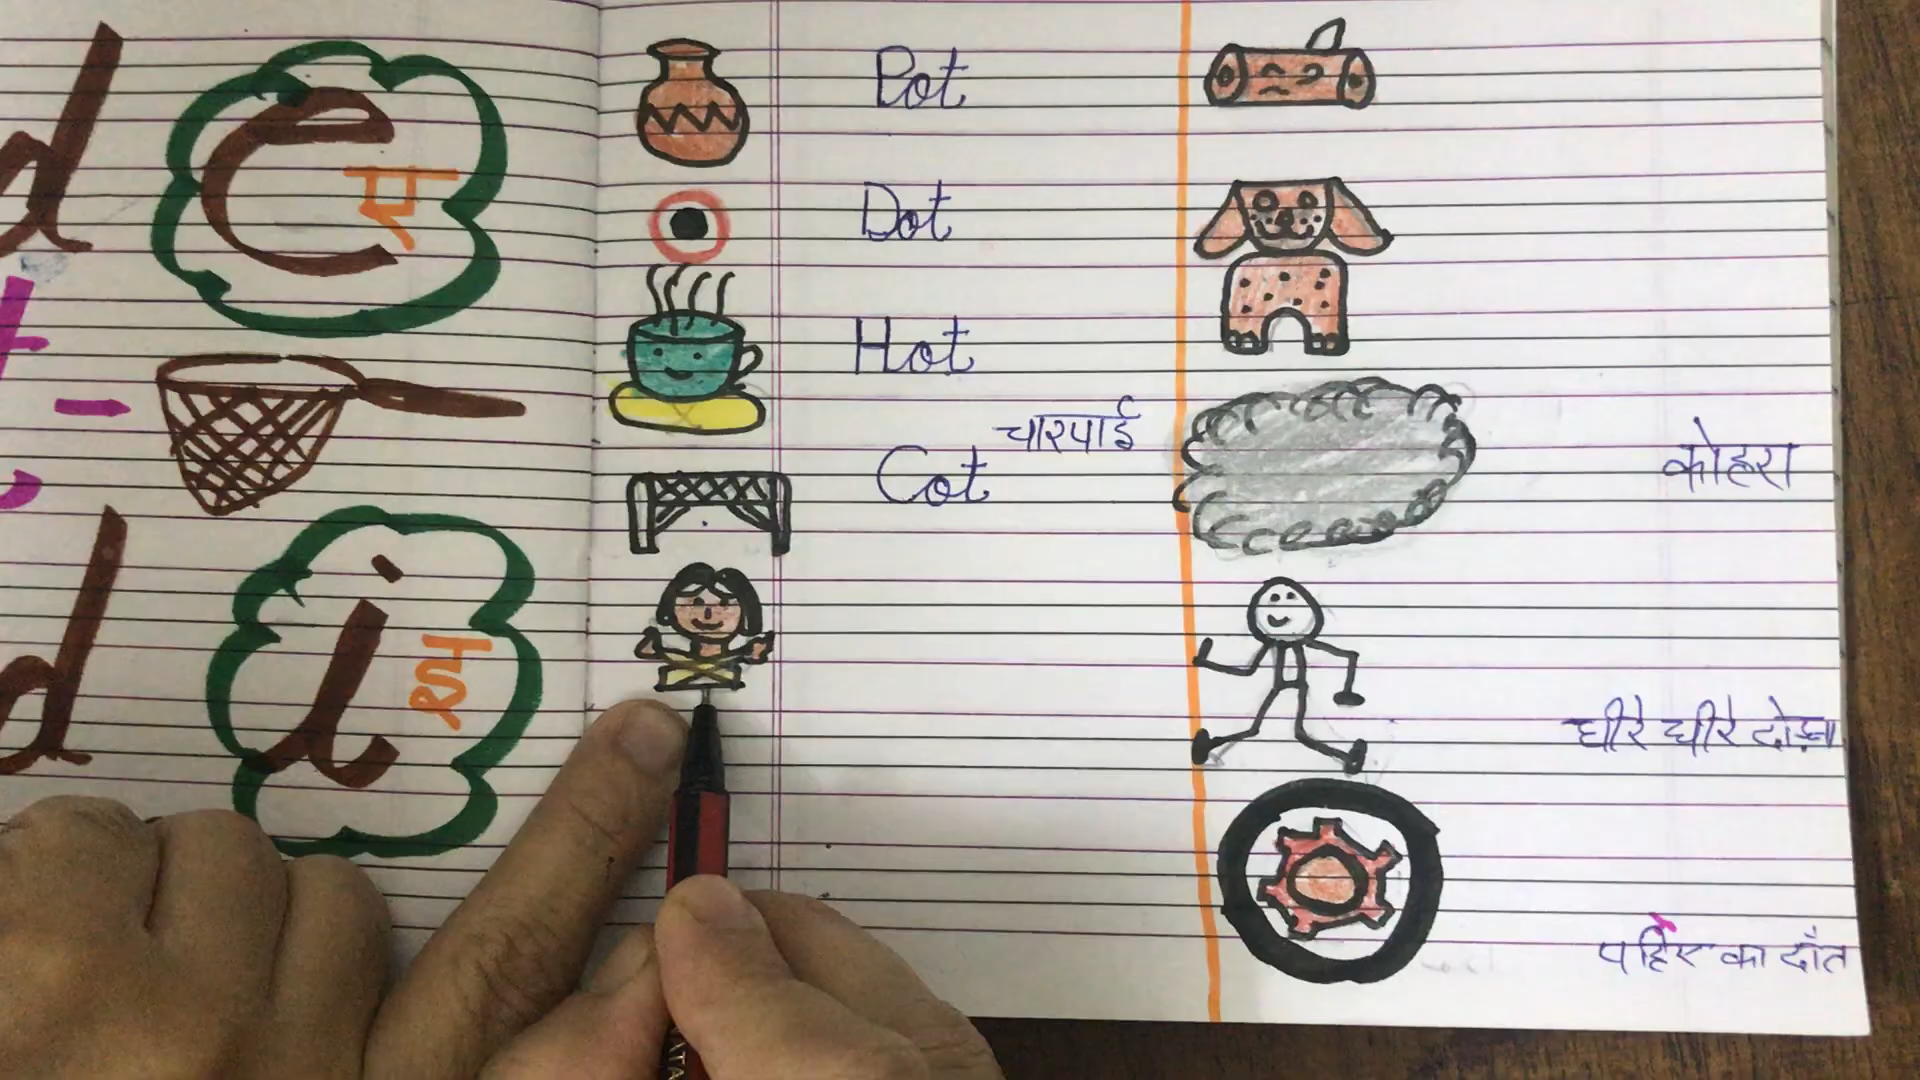 d
e
ए
d
i
इ
Pot
Dot
Hot
चारपाई
Cot
कोहरा
धीरे धीरे दोड़ना
पहिए का दाँत